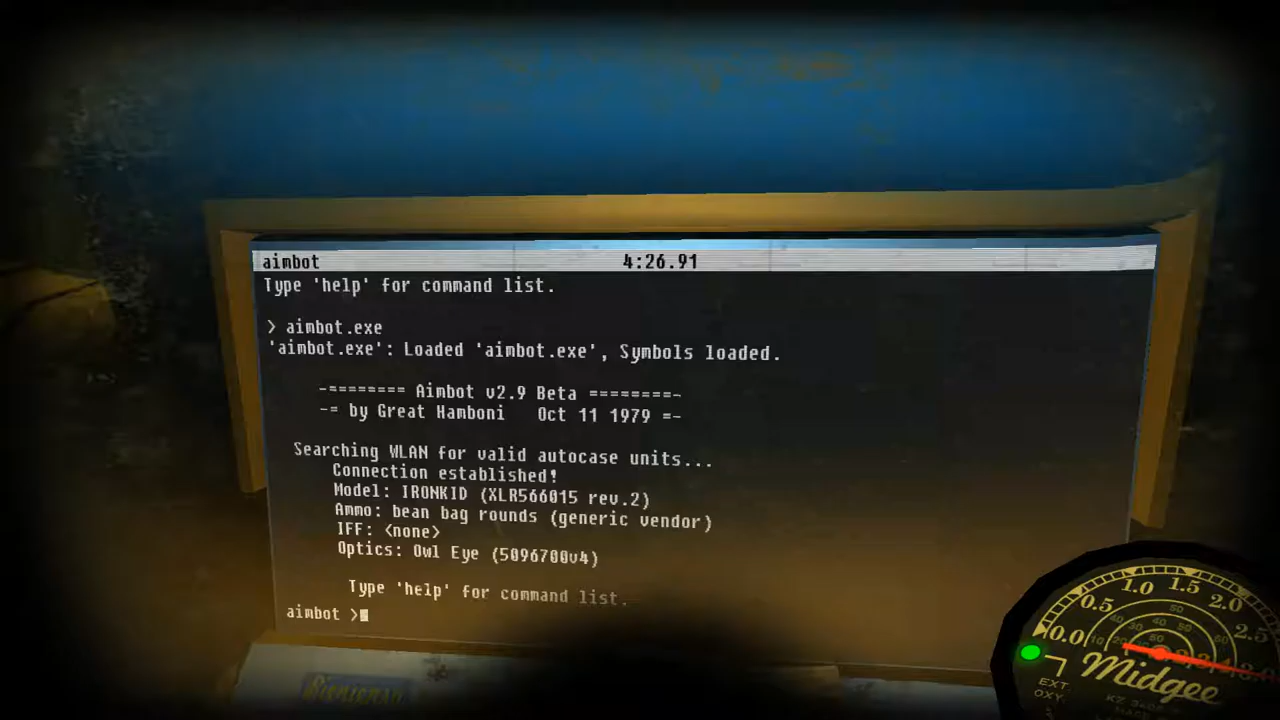 aimbot 4:26.91
Type 'help' for command list.
> aimbot.exe
'aimbot.exe': Loaded 'aimbot.exe', Symbols loaded.
-======== Aimbot v2.9 Beta ========-
-= by Great Hamboni Oct 11 1979 =-
Searching WLAN for valid autocase units...
Connection established!
Model: IRONKID (XLR566015 rev.2)
Ammo: bean bag rounds (generic vendor)
IFF: <none>
Optics: Owl Eye (5096700v4)
Type 'help' for command list.
aimbot >
0.0 0.5 1.0 1.5 2.0 2.5
Midgee
EXT.
OXY.